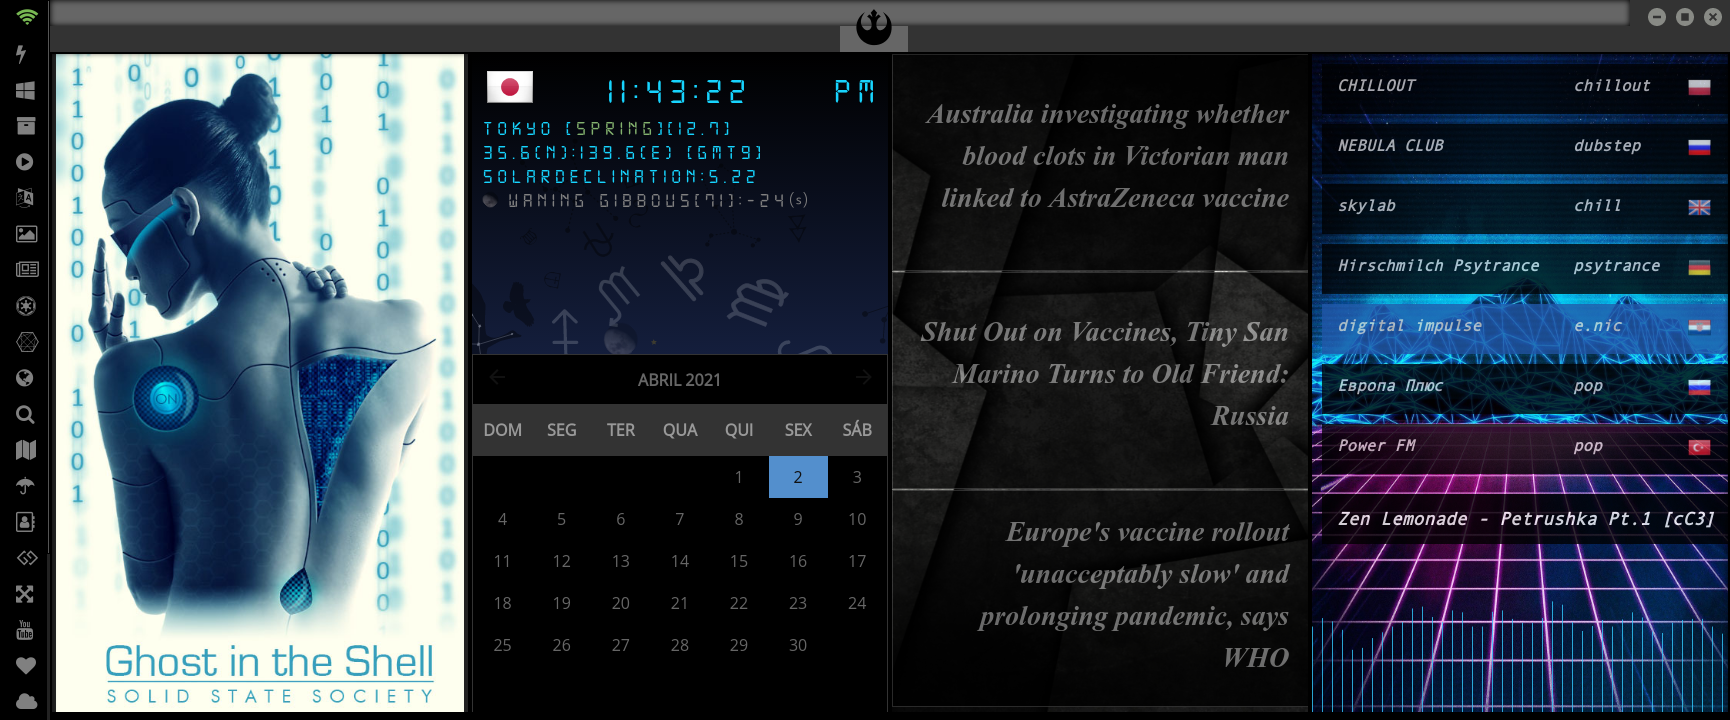 ON
Ghost in the Shell
SOLID STATE SOCIETY
11:43:22 PM
TOKYO [SPRING][12.7]
35.6(N):139.6(E) [GMT9]
SOLARDECLINATION:5.22
WANING GIBBOUS[71]:-24(s)
ABRIL 2021
DOM SEG TER QUA QUI SEX SÁB
1 2 3
4 5 6 7 8 9 10
11 12 13 14 15 16 17
18 19 20 21 22 23 24
25 26 27 28 29 30
Australia investigating whether
blood clots in Victorian man
linked to AstraZeneca vaccine
Shut Out on Vaccines, Tiny San
Marino Turns to Old Friend:
Russia
Europe's vaccine rollout
'unacceptably slow' and
prolonging pandemic, says
WHO
CHILLOUT chillout
NEBULA CLUB dubstep
skylab chill
Hirschmilch Psytrance psytrance
digital impulse e.nic
Европа Плюс pop
Power FM pop
Zen Lemonade - Petrushka Pt.1 [cC3]
You
Tube